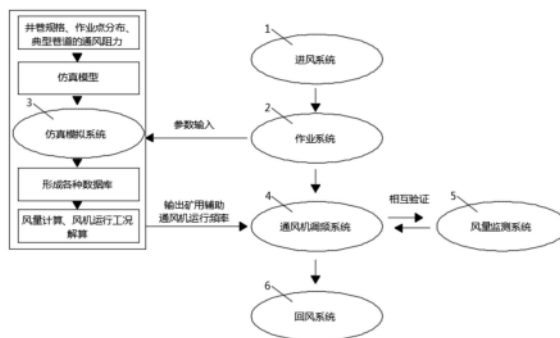 井巷规格、作业点分布、
典型巷道的通风阻力
仿真模型
3
仿真模拟系统
形成各种数据库
风量计算、风机运行工况
解算
1
进风系统
2
作业系统
参数输入
输出矿用辅助
通风机运行频率
4
通风机调频系统
相互验证
5
风量监测系统
6
回风系统